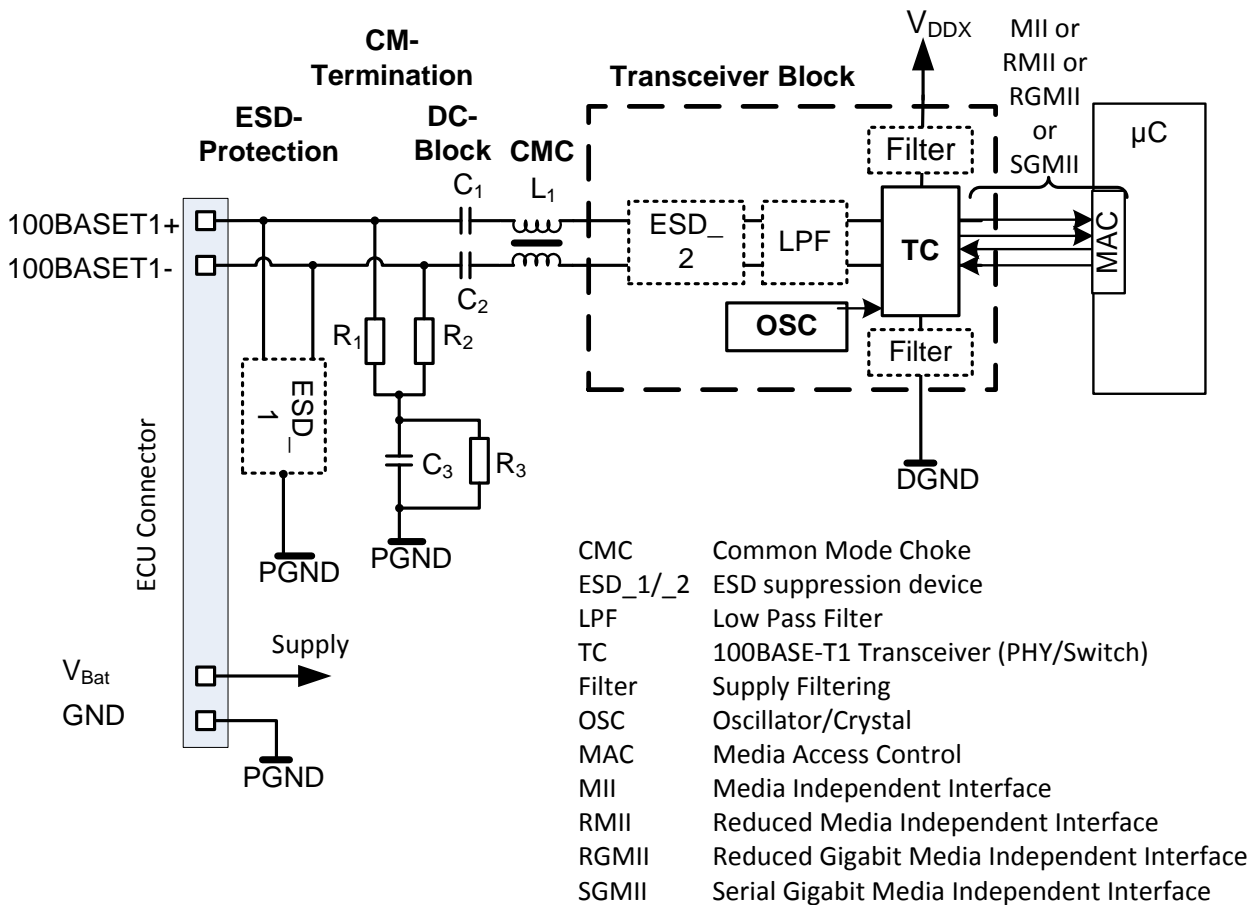 CM-
Termination
ESD-
Protection
DC-
Block
CMC
Transceiver Block
V_DDX
MII or
RMII or
RGMII
or
SGMII
100BASET1+
100BASET1-
C₁
C₂
L₁
R₁
R₂
C₃
R₃
ESD_
1
PGND
PGND
ECU Connector
ESD_
2
LPF
Filter
TC
OSC
Filter
DGND
MAC
µC
V_Bat
Supply
GND
PGND
CMC Common Mode Choke
ESD_1/_2 ESD suppression device
LPF Low Pass Filter
TC 100BASE-T1 Transceiver (PHY/Switch)
Filter Supply Filtering
OSC Oscillator/Crystal
MAC Media Access Control
MII Media Independent Interface
RMII Reduced Media Independent Interface
RGMII Reduced Gigabit Media Independent Interface
SGMII Serial Gigabit Media Independent Interface